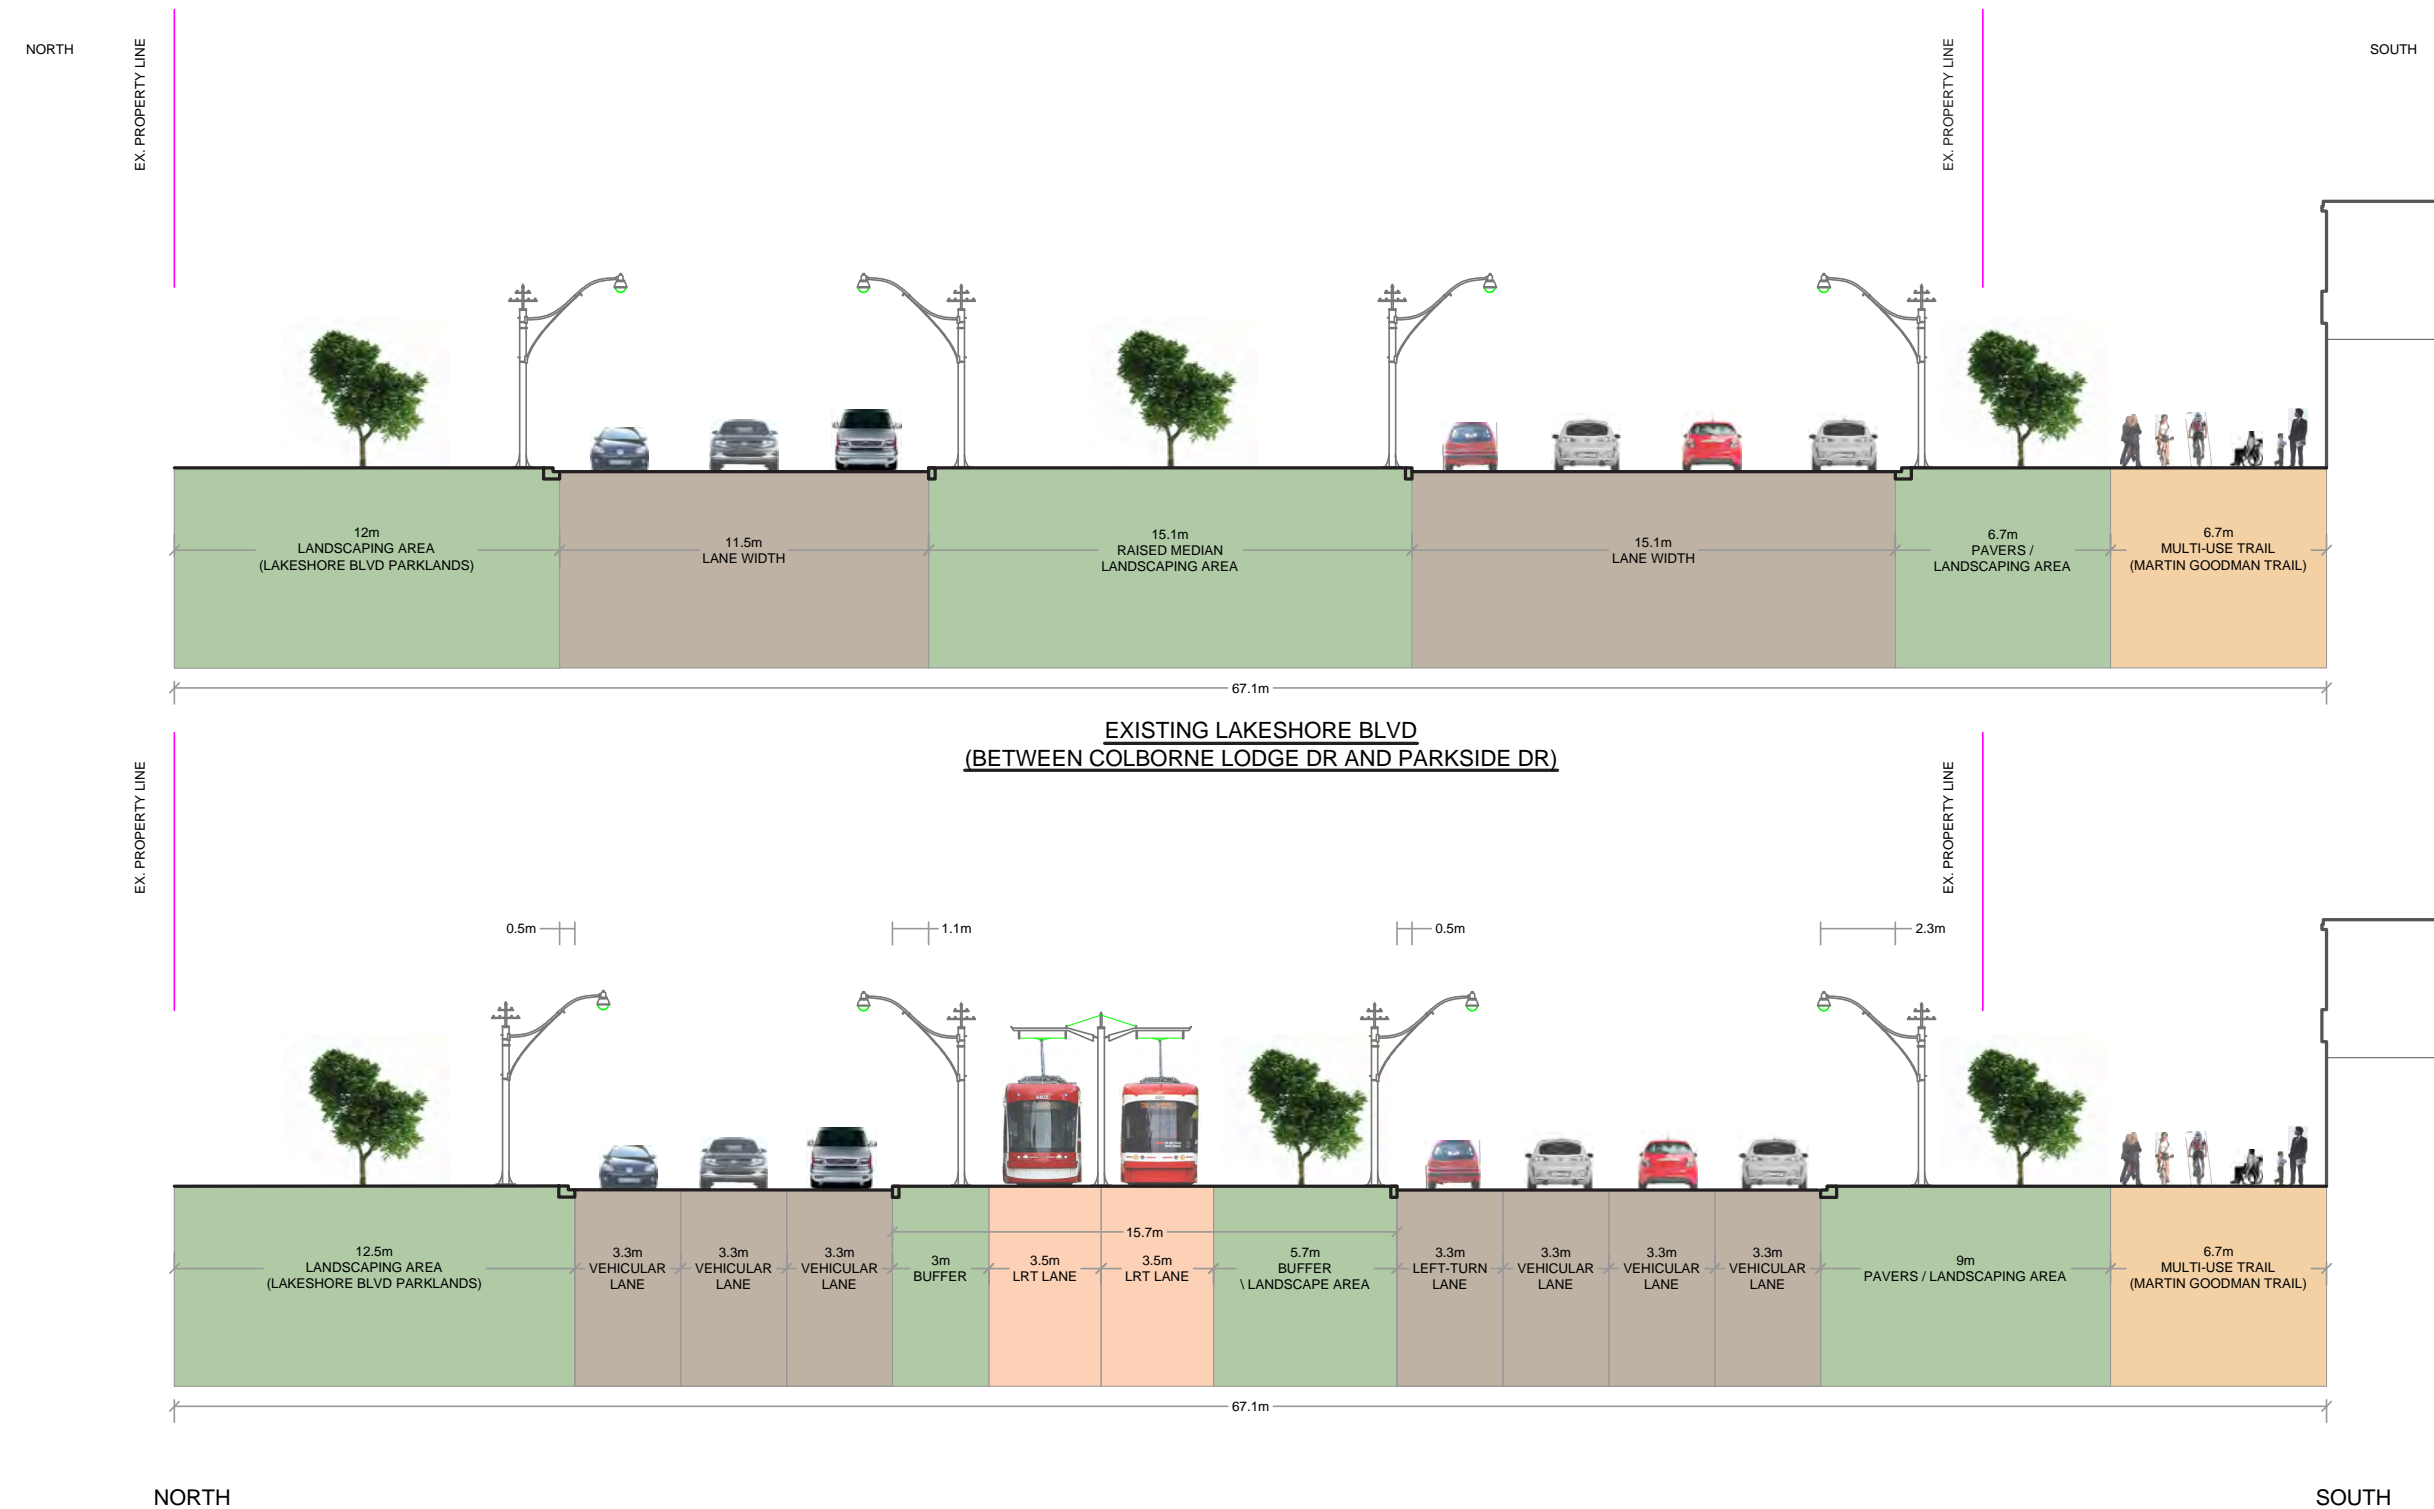 NORTH
EX. PROPERTY LINE
EX. PROPERTY LINE
SOUTH
12m
LANDSCAPING AREA
(LAKESHORE BLVD PARKLANDS)
11.5m
LANE WIDTH
15.1m
RAISED MEDIAN
LANDSCAPING AREA
15.1m
LANE WIDTH
6.7m
PAVERS /
LANDSCAPING AREA
6.7m
MULTI-USE TRAIL
(MARTIN GOODMAN TRAIL)
67.1m
EXISTING LAKESHORE BLVD
(BETWEEN COLBORNE LODGE DR AND PARKSIDE DR)
EX. PROPERTY LINE
EX. PROPERTY LINE
0.5m
1.1m
0.5m
2.3m
15.7m
12.5m
LANDSCAPING AREA
(LAKESHORE BLVD PARKLANDS)
3.3m
VEHICULAR
LANE
3.3m
VEHICULAR
LANE
3.3m
VEHICULAR
LANE
3m
BUFFER
3.5m
LRT LANE
3.5m
LRT LANE
5.7m
BUFFER
\ LANDSCAPE AREA
3.3m
LEFT-TURN
LANE
3.3m
VEHICULAR
LANE
3.3m
VEHICULAR
LANE
3.3m
VEHICULAR
LANE
9m
PAVERS / LANDSCAPING AREA
6.7m
MULTI-USE TRAIL
(MARTIN GOODMAN TRAIL)
67.1m
NORTH
SOUTH